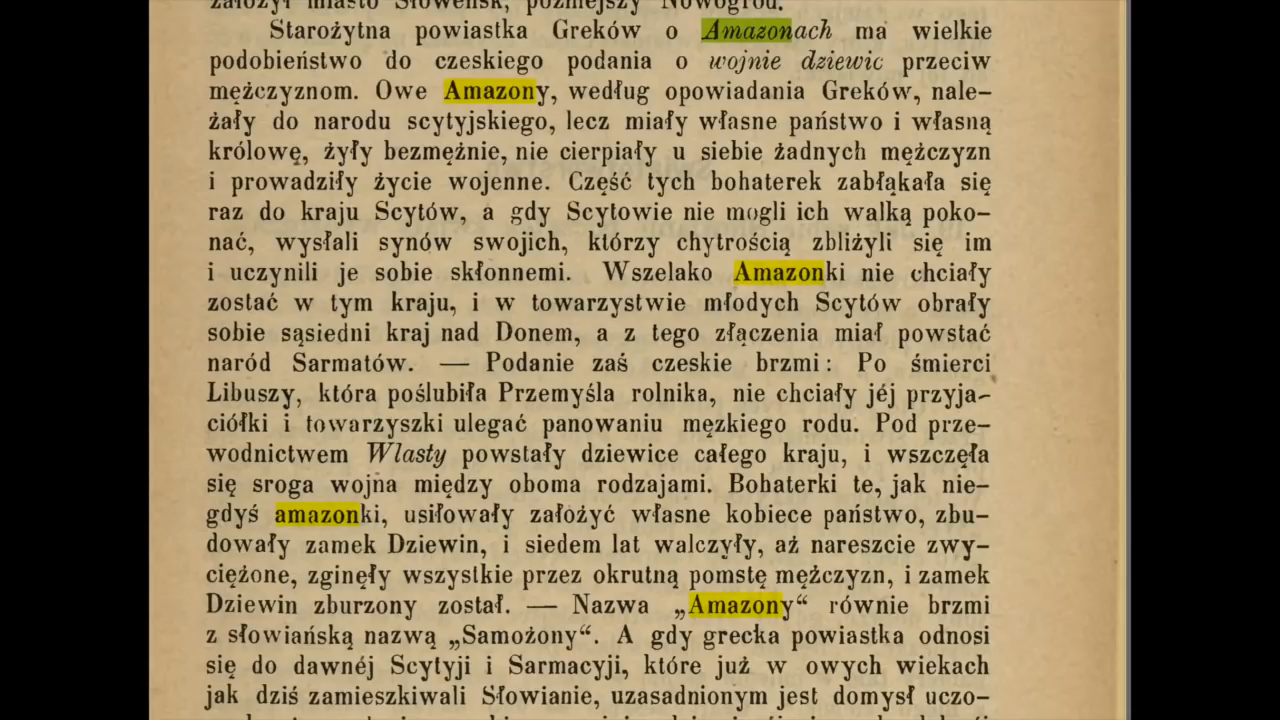 założył miasto Słoweńsk, późniejszy Nowogród.
Starożytna powiastka Greków o Amazonach ma wielkie
podobieństwo do czeskiego podania o wojnie dziewic przeciw
mężczyznom. Owe Amazony, według opowiadania Greków, nale-
żały do narodu scytyjskiego, lecz miały własne państwo i własną
królowę, żyły bezmężnie, nie cierpiały u siebie żadnych mężczyzn
i prowadziły życie wojenne. Część tych bohaterek zabłąkała się
raz do kraju Scytów, a gdy Scytowie nie mogli ich walką poko-
nać, wysłali synów swojich, którzy chytrością zbliżyli się im
i uczynili je sobie skłonnemi. Wszelako Amazonki nie chciały
zostać w tym kraju, i w towarzystwie młodych Scytów obrały
sobie sąsiedni kraj nad Donem, a z tego złączenia miał powstać
naród Sarmatów. — Podanie zaś czeskie brzmi: Po śmierci
Libuszy, która poślubiła Przemyśla rolnika, nie chciały jéj przyja-
ciółki i towarzyszki ulegać panowaniu męzkiego rodu. Pod prze-
wodnictwem Wlasty powstały dziewice całego kraju, i wszczęła
się sroga wojna między oboma rodzajami. Bohaterki te, jak nie-
gdyś amazonki, usiłowały założyć własne kobiece państwo, zbu-
dowały zamek Dziewin, i siedem lat walczyły, aż nareszcie zwy-
ciężone, zginęły wszystkie przez okrutną pomstę mężczyzn, i zamek
Dziewin zburzony został. — Nazwa „Amazony“ równie brzmi
z słowiańską nazwą „Samożony“. A gdy grecka powiastka odnosi
się do dawnéj Scytyji i Sarmacyji, które już w owych wiekach
jak dziś zamieszkiwali Słowianie, uzasadnionym jest domysł uczo-